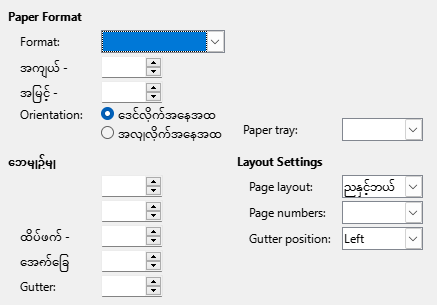 Paper Format
Format:
အကျယ် -
အမြင့် -
Orientation:
ဒေါင်လိုက်အနေအထ
အလျလိုက်အနေအထ
Paper tray:
ဘေမျဉ်မျ
Layout Settings
Page layout:
ညနှင့်ဘယ်
Page numbers:
ထိပ်ဖက် -
Gutter position:
Left
အောက်ခြေ
Gutter: